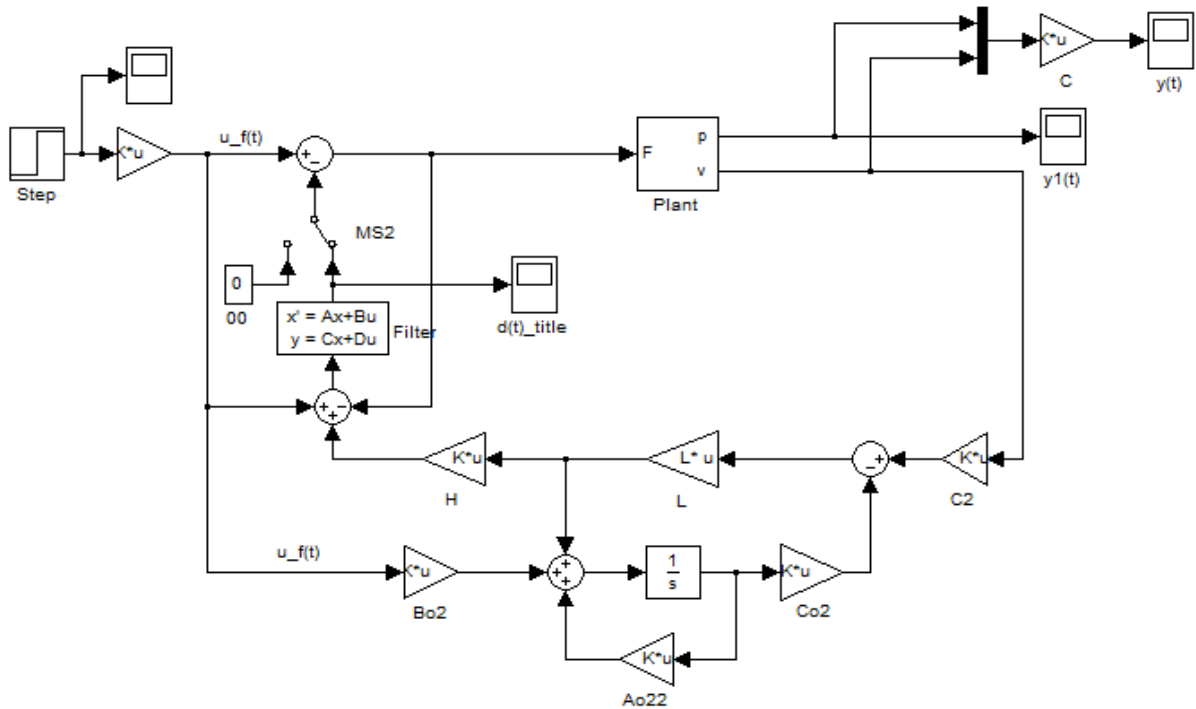 K*u
C
y(t)
Step
K*u
u_f(t)
+
−
F
p
v
Plant
y1(t)
MS2
0
00
x' = Ax+Bu
y = Cx+Du
Filter
d(t)_title
+
−
+
K*u
H
L* u
L
−
+
K*u
C2
u_f(t)
K*u
Bo2
+
+
+
1
s
K*u
Co2
K*u
Ao22